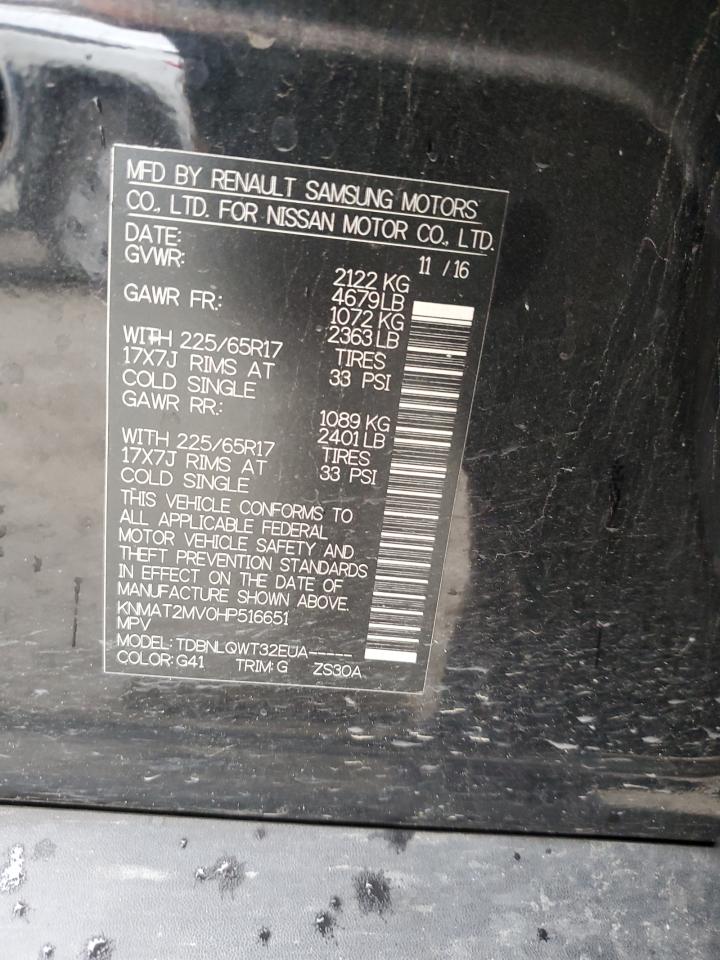 MFD BY RENAULT SAMSUNG MOTORS
CO., LTD. FOR NISSAN MOTOR CO., LTD.
DATE: 11 / 16
GVWR: 2122 KG
4679LB
GAWR FR.: 1072 KG
2363 LB
WITH 225/65R17 TIRES
17X7J RIMS AT 33 PSI
COLD SINGLE
GAWR RR.: 1089 KG
2401 LB
WITH 225/65R17 TIRES
17X7J RIMS AT 33 PSI
COLD SINGLE
THIS VEHICLE CONFORMS TO
ALL APPLICABLE FEDERAL
MOTOR VEHICLE SAFETY AND
THEFT PREVENTION STANDARDS
IN EFFECT ON THE DATE OF
MANUFACTURE SHOWN ABOVE.
KNMAT2MV0HP516651
MPV
MODEL: TDBNLQWT32EUA-----
COLOR: G41 TRIM: G ZS30A